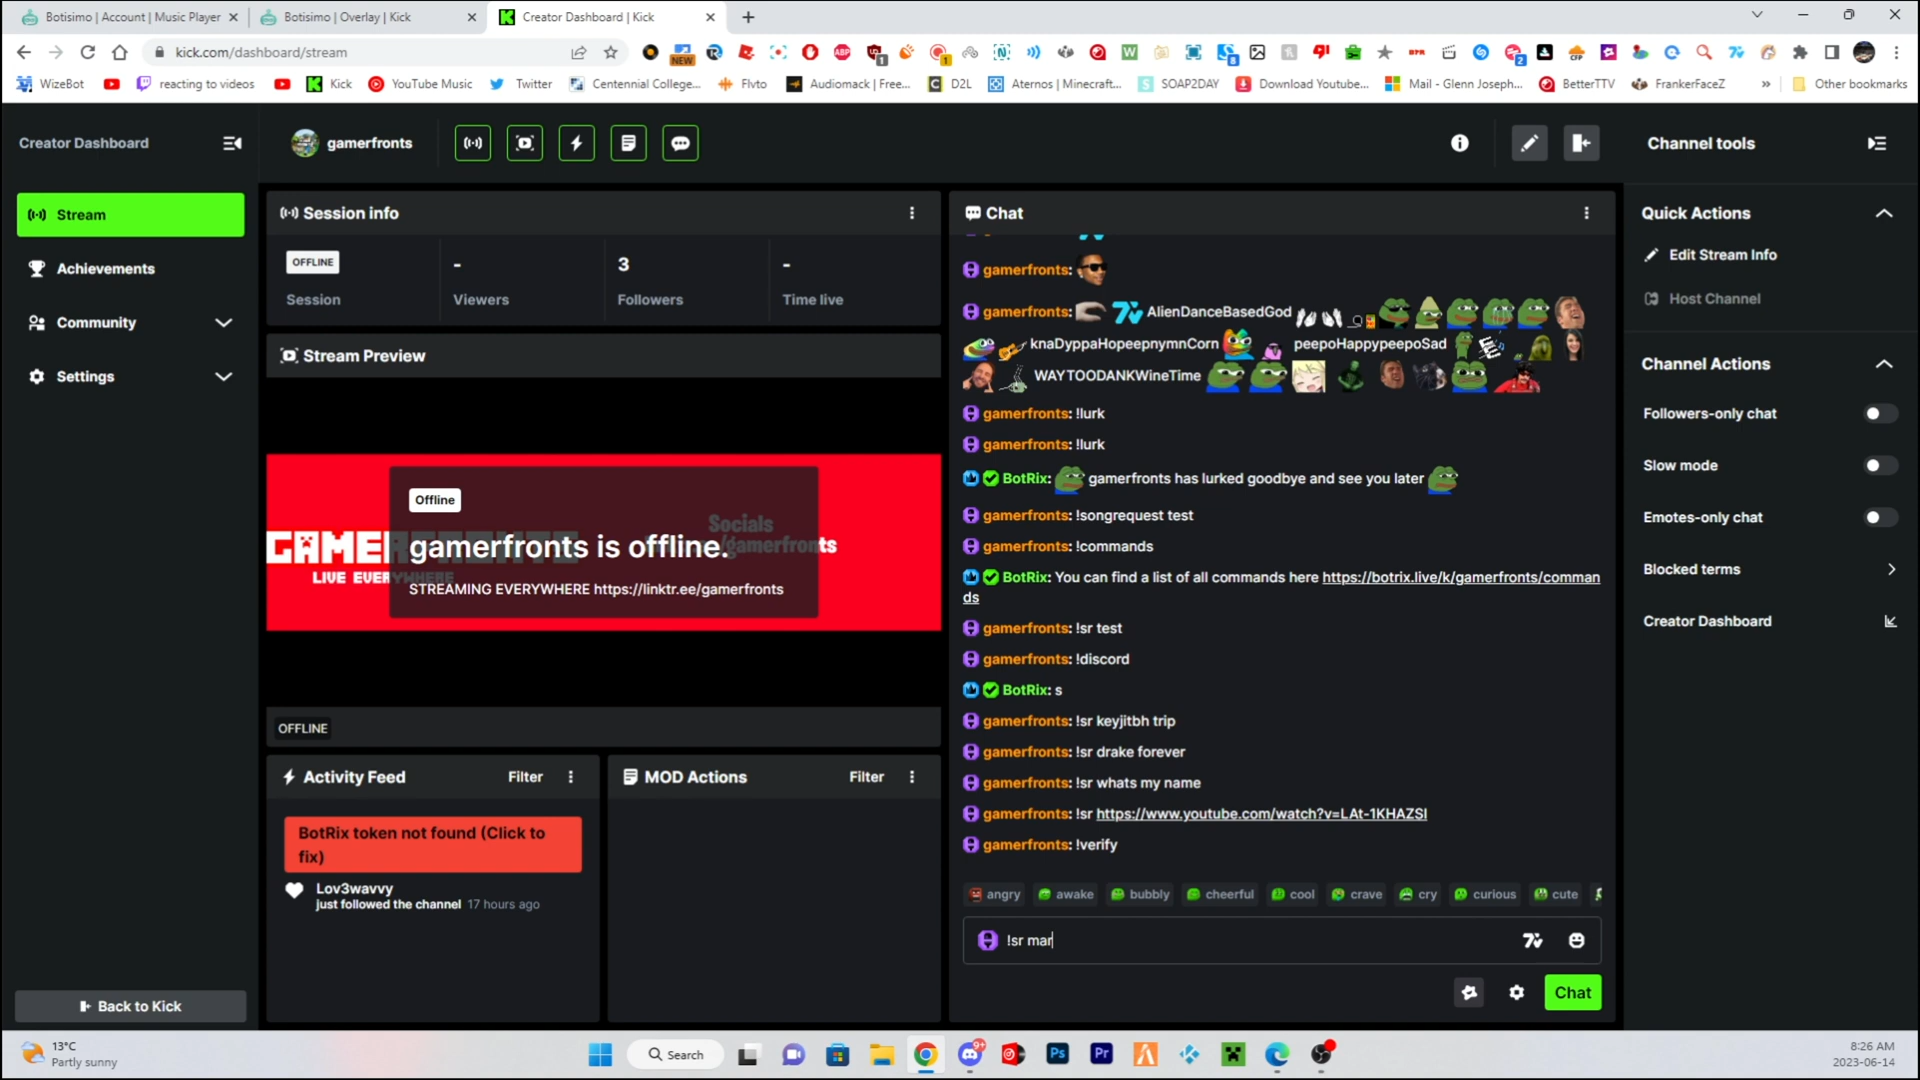 Botisimo | Account | Music Player
Botisimo | Overlay | Kick
Creator Dashboard | Kick
kick.com/dashboard/stream
NEW
WizeBot
reacting to videos
Kick
YouTube Music
Twitter
Centennial College...
Flvto
Audiomack | Free...
D2L
Aternos | Minecraft...
SOAP2DAY
Download Youtube...
Mail - Glenn Joseph...
BetterTTV
FrankerFaceZ
Other bookmarks
Creator Dashboard
gamerfronts
Channel tools
Stream
Achievements
Community
Settings
Back to Kick
Session info
OFFLINE
-
3
-
Session
Viewers
Followers
Time live
Stream Preview
Offline
gamerfronts is offline.
STREAMING EVERYWHERE https://linktr.ee/gamerfronts
Socials
OFFLINE
Activity Feed
Filter
BotRix token not found (Click to
fix)
Lov3wavvy
just followed the channel 17 hours ago
MOD Actions
Filter
Chat
gamerfronts:
gamerfronts: AlienDanceBasedGod
knaDyppaHopeepnymnCorn peepoHappypeepoSad
WAYTOODANKWineTime
gamerfronts: !lurk
gamerfronts: !lurk
BotRix: gamerfronts has lurked goodbye and see you later
gamerfronts: !songrequest test
gamerfronts: !commands
BotRix: You can find a list of all commands here https://botrix.live/k/gamerfronts/comman
ds
gamerfronts: !sr test
gamerfronts: !discord
BotRix: s
gamerfronts: !sr keyjitbh trip
gamerfronts: !sr drake forever
gamerfronts: !sr whats my name
gamerfronts: !sr https://www.youtube.com/watch?v=LAt-1KHAZSI
gamerfronts: !verify
angry awake bubbly cheerful cool crave cry curious cute
!sr mar
Chat
Quick Actions
Edit Stream Info
Host Channel
Channel Actions
Followers-only chat
Slow mode
Emotes-only chat
Blocked terms
Creator Dashboard
13°C
Partly sunny
Search
Ps
Pr
8:26 AM
2023-06-14